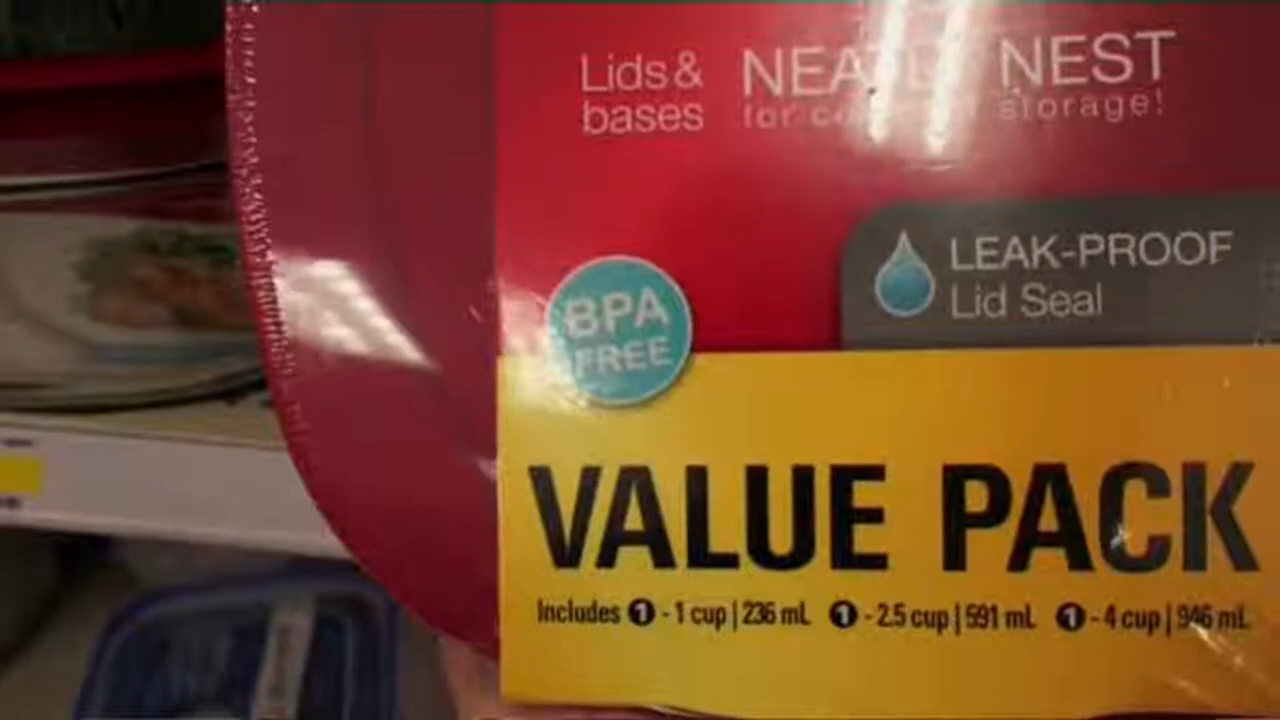 Lids & NEATLY NEST
bases for compact storage!
LEAK-PROOF
Lid Seal
BPA
FREE
VALUE PACK
Includes 1 - 1 cup | 236 mL 1 - 2.5 cup | 591 mL 1 - 4 cup | 946 mL